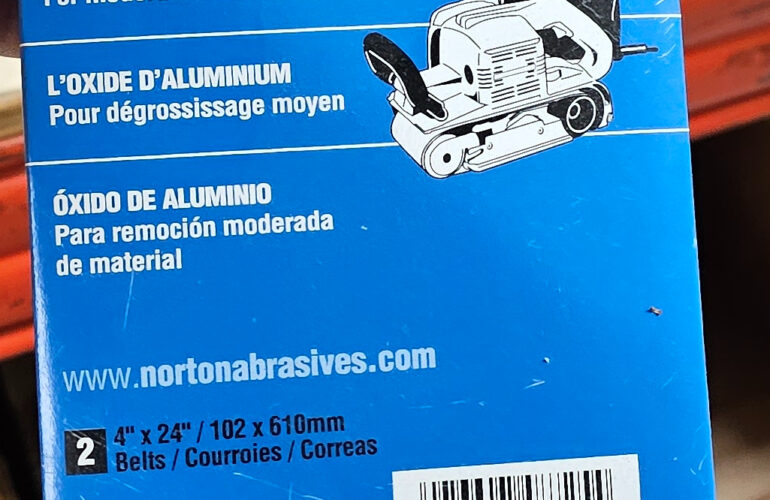 L'OXIDE D'ALUMINIUM
Pour dégrossissage moyen
ÓXIDO DE ALUMINIO
Para remoción moderada
de material
www.nortonabrasives.com
2 4" x 24" / 102 x 610mm
Belts / Courroies / Correas